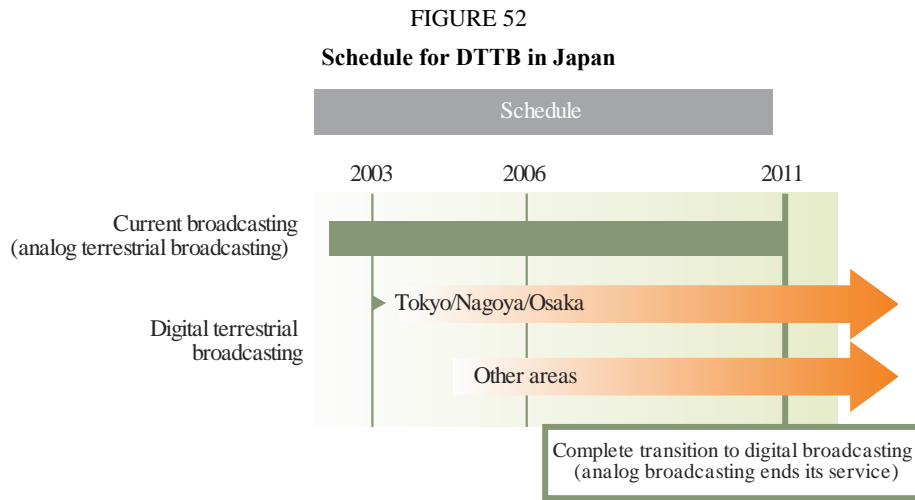 FIGURE 52
Schedule for DTTB in Japan
Schedule
2003 2006 2011
Current broadcasting
(analog terrestrial broadcasting)
Tokyo/Nagoya/Osaka
Digital terrestrial
broadcasting
Other areas
Complete transition to digital broadcasting
(analog broadcasting ends its service)